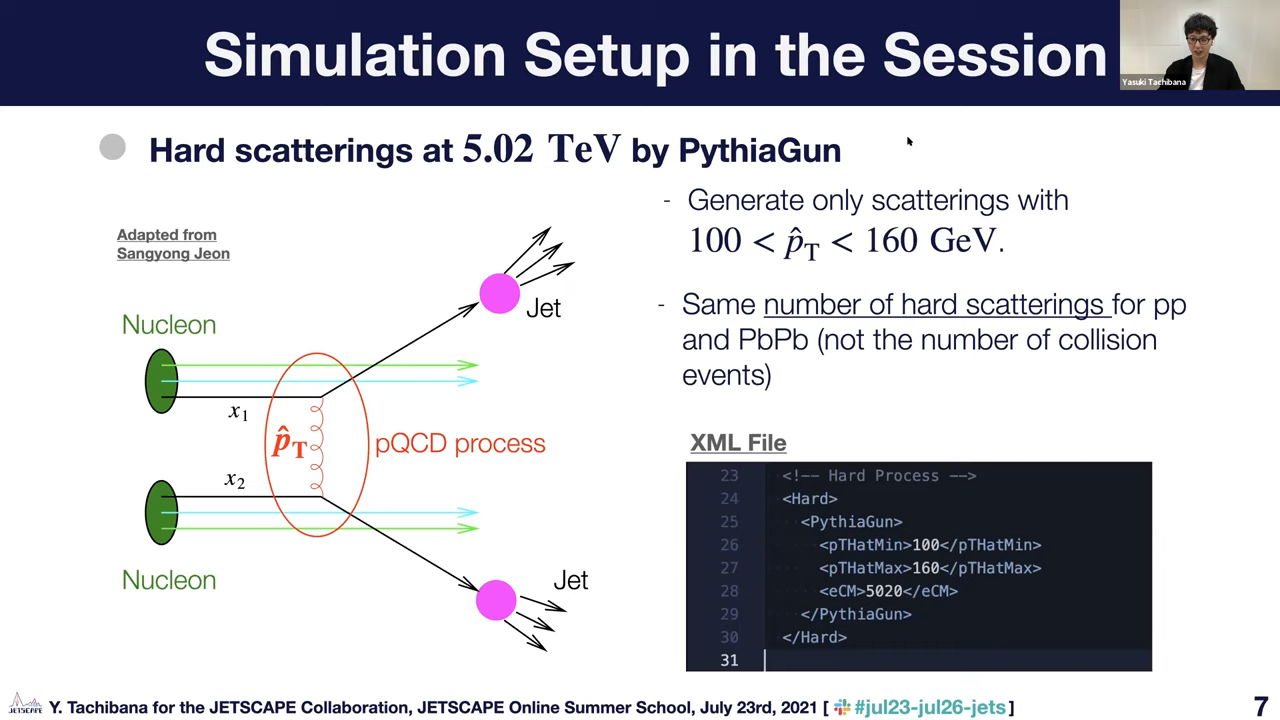 Simulation Setup in the Session
Yasuki Tachibana
Hard scatterings at 5.02 TeV by PythiaGun
Adapted from
Sangyong Jeon
Nucleon
x₁
p̂_T
pQCD process
x₂
Nucleon
Jet
Jet
- Generate only scatterings with
100 < p̂_T < 160 GeV.
- Same number of hard scatterings for pp
and PbPb (not the number of collision
events)
XML File
23 <!-- Hard Process -->
24 <Hard>
25 <PythiaGun>
26 <pTHatMin>100</pTHatMin>
27 <pTHatMax>160</pTHatMax>
28 <eCM>5020</eCM>
29 </PythiaGun>
30 </Hard>
31
JETSCAPE
Y. Tachibana for the JETSCAPE Collaboration, JETSCAPE Online Summer School, July 23rd, 2021 [ #jul23-jul26-jets ]
7